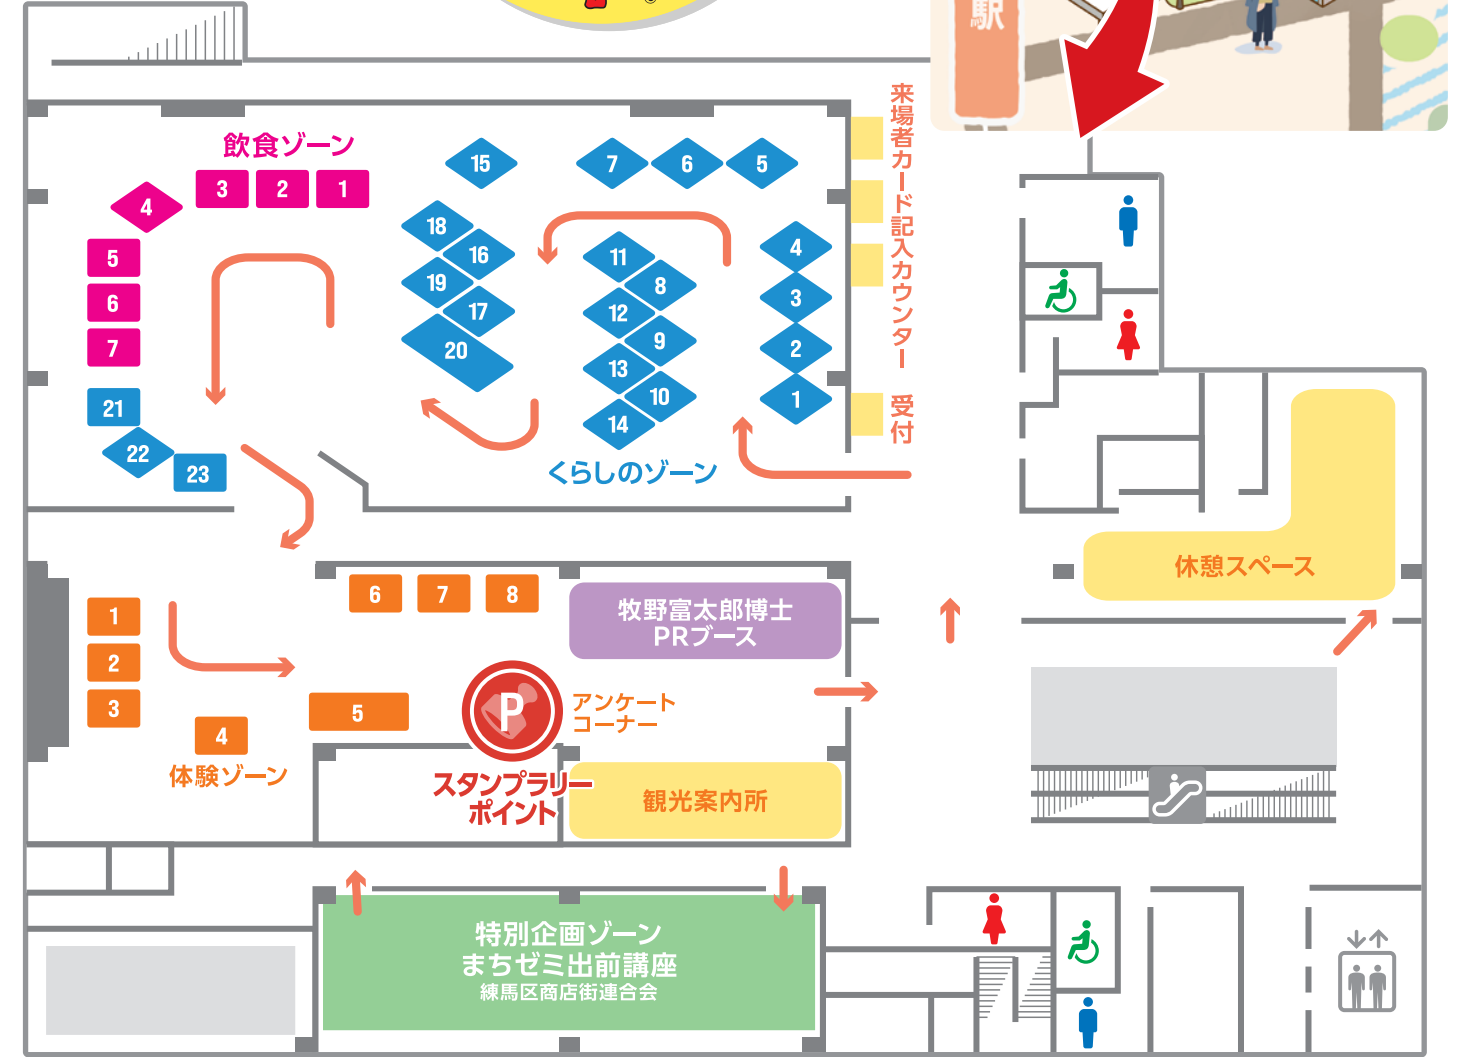 駅
来場者カード記入カウンター
受付
飲食ゾーン
3 2 1
4
5
6
7
15
7 6 5
18
16
19
17
20
11
8
12
9
13
10
14
4
3
2
1
21
22
23
くらしのゾーン
休憩スペース
6 7 8
牧野富太郎博士
PRブース
1
2
3
4
5
体験ゾーン
P
アンケート
コーナー
スタンプラリー
ポイント
観光案内所
特別企画ゾーン
まちゼミ出前講座
練馬区商店街連合会